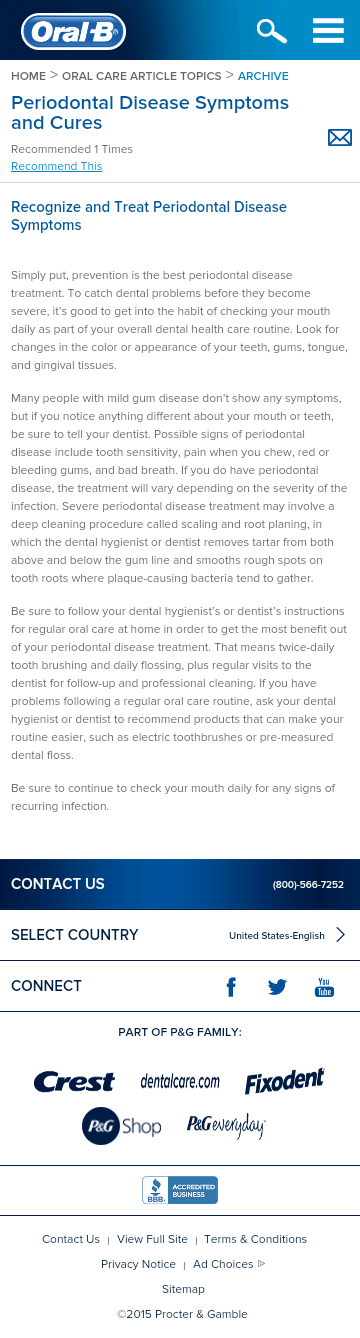 Oral-B
HOME > ORAL CARE ARTICLE TOPICS > ARCHIVE
Periodontal Disease Symptoms
and Cures
Recommended 1 Times
Recommend This
Recognize and Treat Periodontal Disease
Symptoms
Simply put, prevention is the best periodontal disease
treatment. To catch dental problems before they become
severe, it's good to get into the habit of checking your mouth
daily as part of your overall dental health care routine. Look for
changes in the color or appearance of your teeth, gums, tongue,
and gingival tissues.
Many people with mild gum disease don't show any symptoms,
but if you notice anything different about your mouth or teeth,
be sure to tell your dentist. Possible signs of periodontal
disease include tooth sensitivity, pain when you chew, red or
bleeding gums, and bad breath. If you do have periodontal
disease, the treatment will vary depending on the severity of the
infection. Severe periodontal disease treatment may involve a
deep cleaning procedure called scaling and root planing, in
which the dental hygienist or dentist removes tartar from both
above and below the gum line and smooths rough spots on
tooth roots where plaque-causing bacteria tend to gather.
Be sure to follow your dental hygienist's or dentist's instructions
for regular oral care at home in order to get the most benefit out
of your periodontal disease treatment. That means twice-daily
tooth brushing and daily flossing, plus regular visits to the
dentist for follow-up and professional cleaning. If you have
problems following a regular oral care routine, ask your dental
hygienist or dentist to recommend products that can make your
routine easier, such as electric toothbrushes or pre-measured
dental floss.
Be sure to continue to check your mouth daily for any signs of
recurring infection.
CONTACT US (800)-566-7252
SELECT COUNTRY United States-English
CONNECT You Tube
PART OF P&G FAMILY:
Crest dentalcare.com Fixodent
P&G Shop P&G everyday
BBB. ACCREDITED BUSINESS
Contact Us | View Full Site | Terms & Conditions
Privacy Notice | Ad Choices
Sitemap
©2015 Procter & Gamble